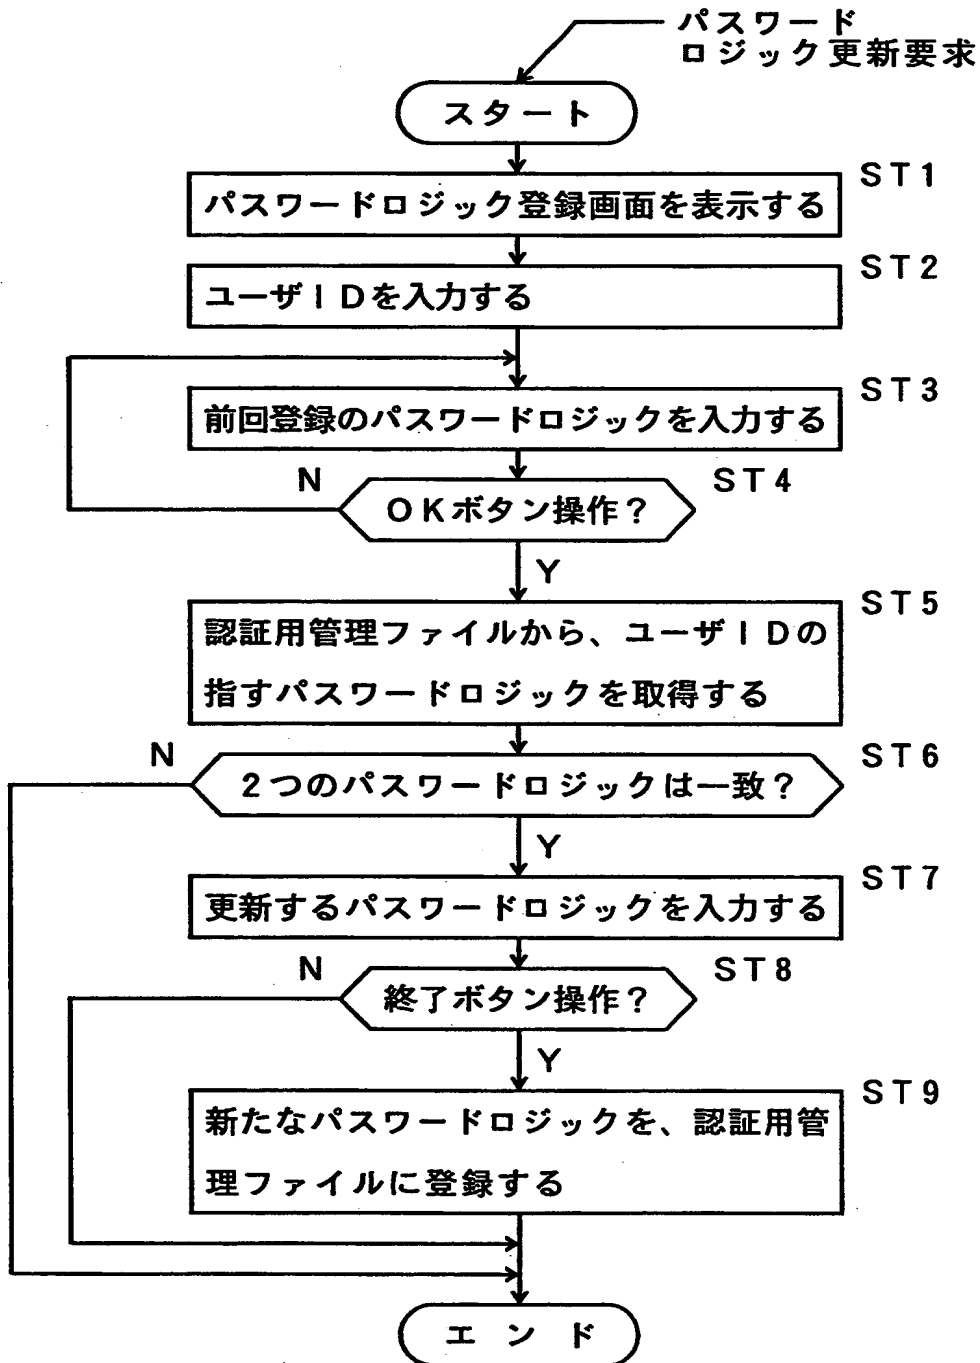 パスワード
ロジック更新要求
スタート
ST1
パスワードロジック登録画面を表示する
ST2
ユーザIDを入力する
ST3
前回登録のパスワードロジックを入力する
N
ST4
OKボタン操作?
Y
ST5
認証用管理ファイルから、ユーザIDの
指すパスワードロジックを取得する
N
ST6
2つのパスワードロジックは一致?
Y
ST7
更新するパスワードロジックを入力する
N
ST8
終了ボタン操作?
Y
ST9
新たなパスワードロジックを、認証用管
理ファイルに登録する
エンド